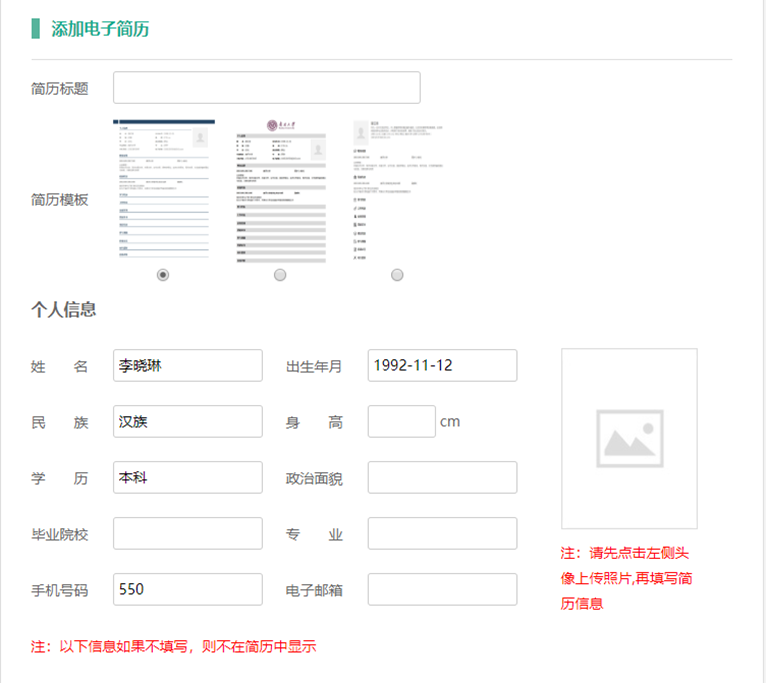 添加电子简历
简历标题
简历模板
个人信息
姓 名 李晓琳 出生年月 1992-11-12
民 族 汉族 身 高 cm
学 历 本科 政治面貌
毕业院校 专 业
手机号码 550 电子邮箱
注：请先点击左侧头
像上传照片,再填写简
历信息
注：以下信息如果不填写，则不在简历中显示